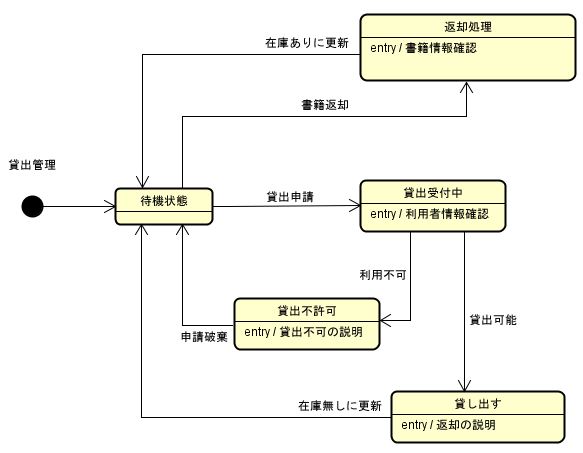 返却処理
entry / 書籍情報確認
在庫ありに更新
書籍返却
貸出管理
待機状態
貸出申請
貸出受付中
entry / 利用者情報確認
利用不可
貸出不許可
entry / 貸出不可の説明
申請破棄
貸出可能
在庫無しに更新
貸し出す
entry / 返却の説明